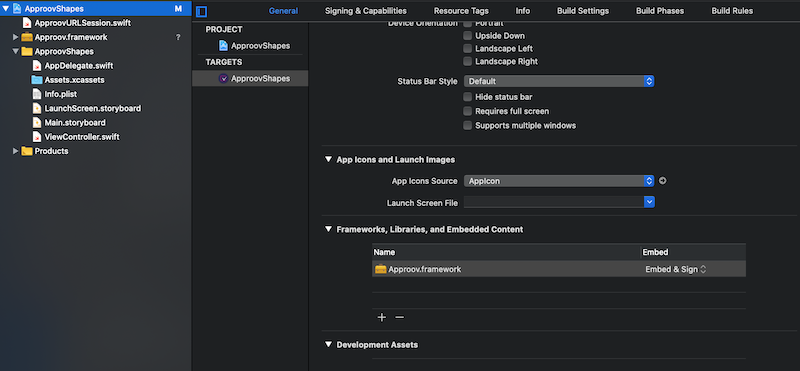 ApproovShapes M
ApproovURLSession.swift
Approov.framework ?
ApproovShapes
AppDelegate.swift
Assets.xcassets
Info.plist
LaunchScreen.storyboard
Main.storyboard
ViewController.swift
Products
General Signing & Capabilities Resource Tags Info Build Settings Build Phases Build Rules
PROJECT
ApproovShapes
TARGETS
ApproovShapes
Device Orientation Portrait
Upside Down
Landscape Left
Landscape Right
Status Bar Style Default
Hide status bar
Requires full screen
Supports multiple windows
App Icons and Launch Images
App Icons Source AppIcon
Launch Screen File
Frameworks, Libraries, and Embedded Content
Name Embed
Approov.framework Embed & Sign
Development Assets